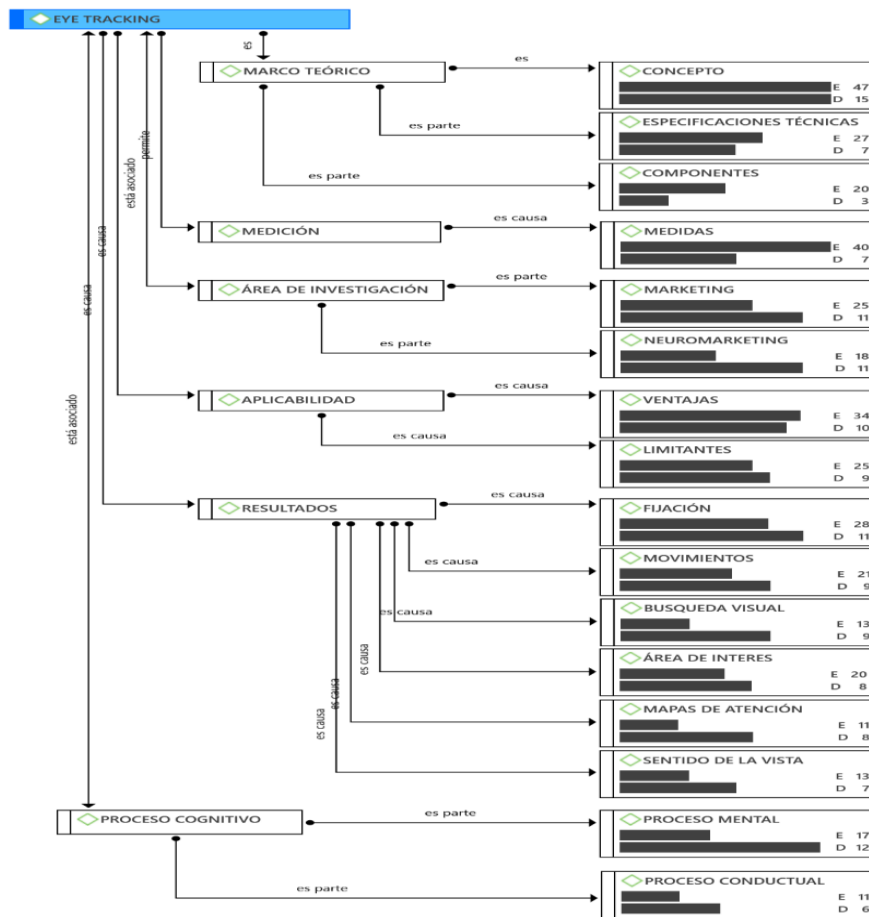 EYE TRACKING
es
MARCO TEÓRICO
es
CONCEPTO
E 47
D 15
es parte
ESPECIFICACIONES TÉCNICAS
E 27
D 7
es parte
COMPONENTES
E 20
D 3
permite
está asociado
es causa
es causa
está asociado
MEDICIÓN
es causa
MEDIDAS
E 40
D 7
ÁREA DE INVESTIGACIÓN
es parte
MARKETING
E 25
D 11
es parte
NEUROMARKETING
E 18
D 11
APLICABILIDAD
es causa
VENTAJAS
E 34
D 10
es causa
LIMITANTES
E 25
D 9
RESULTADOS
es causa
FIJACIÓN
E 28
D 11
es causa
MOVIMIENTOS
E 21
D 9
es causa
BUSQUEDA VISUAL
E 13
D 9
es causa
ÁREA DE INTERES
E 20
D 8
es causa
MAPAS DE ATENCIÓN
E 11
D 8
es causa
SENTIDO DE LA VISTA
E 13
D 7
PROCESO COGNITIVO
es parte
PROCESO MENTAL
E 17
D 12
es parte
PROCESO CONDUCTUAL
E 11
D 6